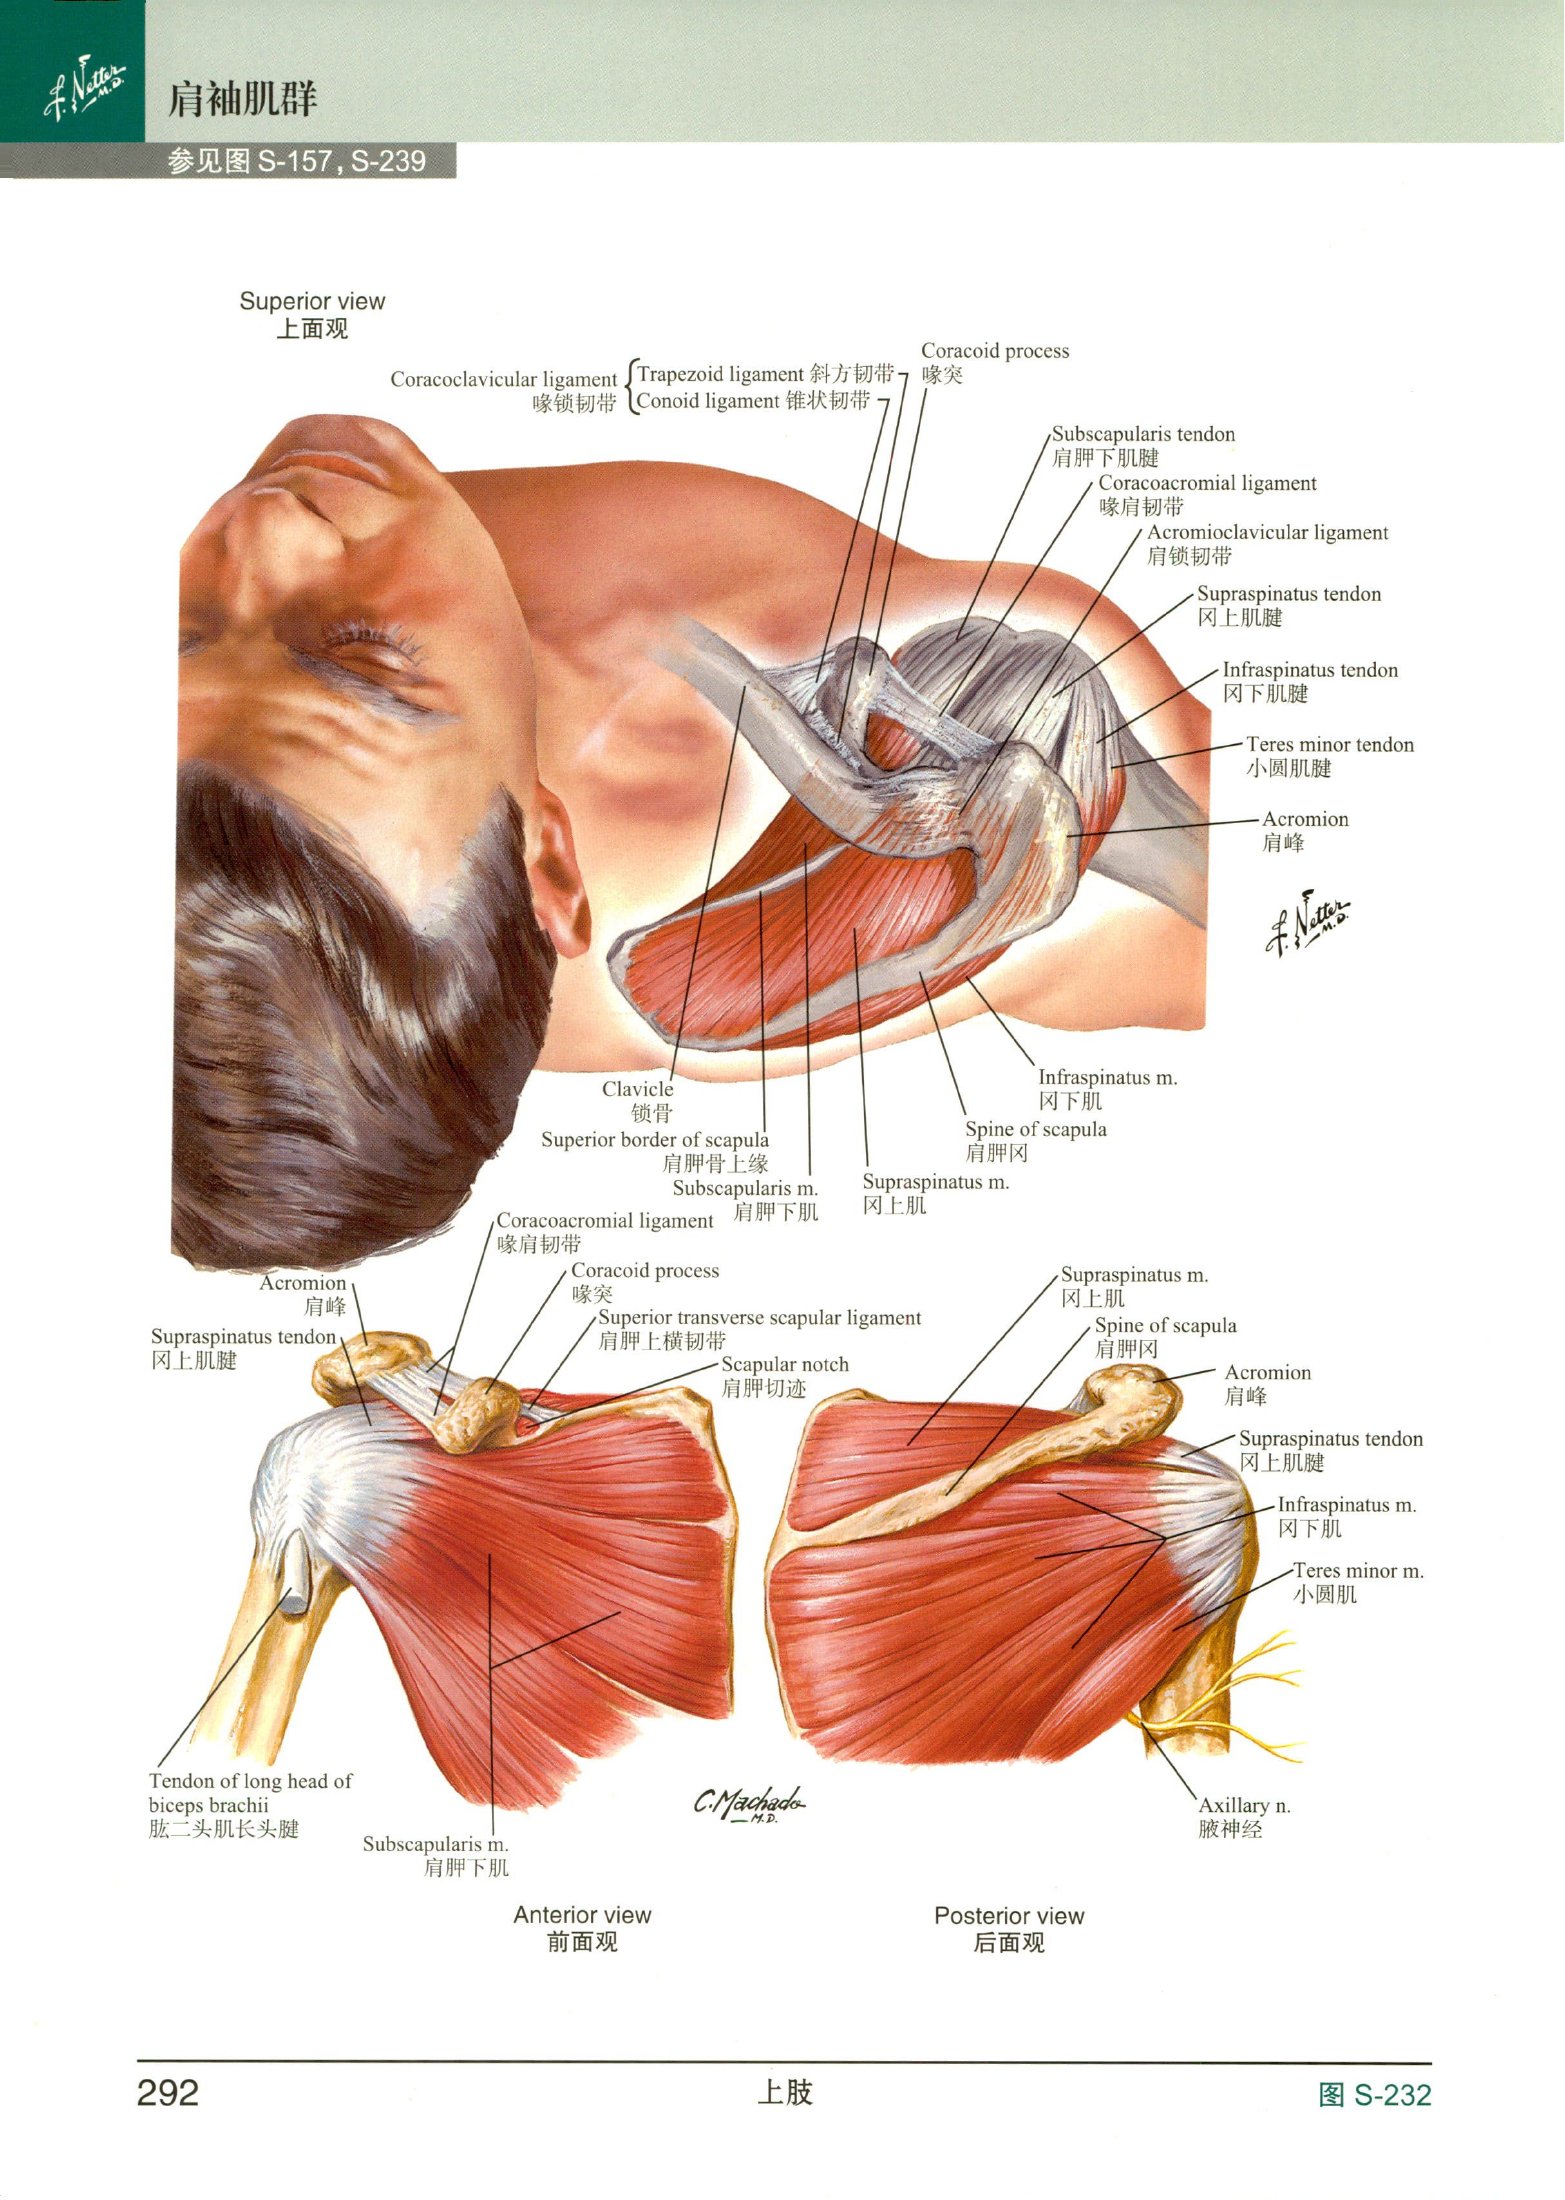 F. Netter M.D.
肩袖肌群
参见图 S-157，S-239
Superior view
上面观
Coracoclavicular ligament
喙锁韧带
Trapezoid ligament 斜方韧带
Conoid ligament 锥状韧带
Coracoid process
喙突
Subscapularis tendon
肩胛下肌腱
Coracoacromial ligament
喙肩韧带
Acromioclavicular ligament
肩锁韧带
Supraspinatus tendon
冈上肌腱
Infraspinatus tendon
冈下肌腱
Teres minor tendon
小圆肌腱
Acromion
肩峰
F. Netter M.D.
Clavicle
锁骨
Superior border of scapula
肩胛骨上缘
Subscapularis m.
肩胛下肌
Supraspinatus m.
冈上肌
Spine of scapula
肩胛冈
Infraspinatus m.
冈下肌
Coracoacromial ligament
喙肩韧带
Coracoid process
喙突
Superior transverse scapular ligament
肩胛上横韧带
Scapular notch
肩胛切迹
Acromion
肩峰
Supraspinatus tendon
冈上肌腱
Tendon of long head of
biceps brachii
肱二头肌长头腱
Subscapularis m.
肩胛下肌
C. Machado
M.D.
Anterior view
前面观
Supraspinatus m.
冈上肌
Spine of scapula
肩胛冈
Acromion
肩峰
Supraspinatus tendon
冈上肌腱
Infraspinatus m.
冈下肌
Teres minor m.
小圆肌
Axillary n.
腋神经
Posterior view
后面观
292
上肢
图 S-232